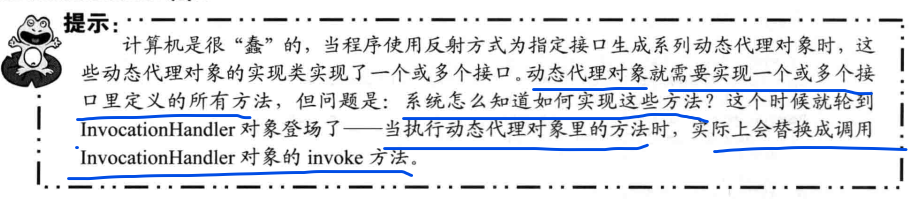 提示：
计算机是很“蠢”的，当程序使用反射方式为指定接口生成系列动态代理对象时，这
些动态代理对象的实现类实现了一个或多个接口。动态代理对象就需要实现一个或多个接
口里定义的所有方法，但问题是：系统怎么知道如何实现这些方法？这个时候就轮到
InvocationHandler 对象登场了——当执行动态代理对象里的方法时，实际上会替换成调用
InvocationHandler 对象的 invoke 方法。